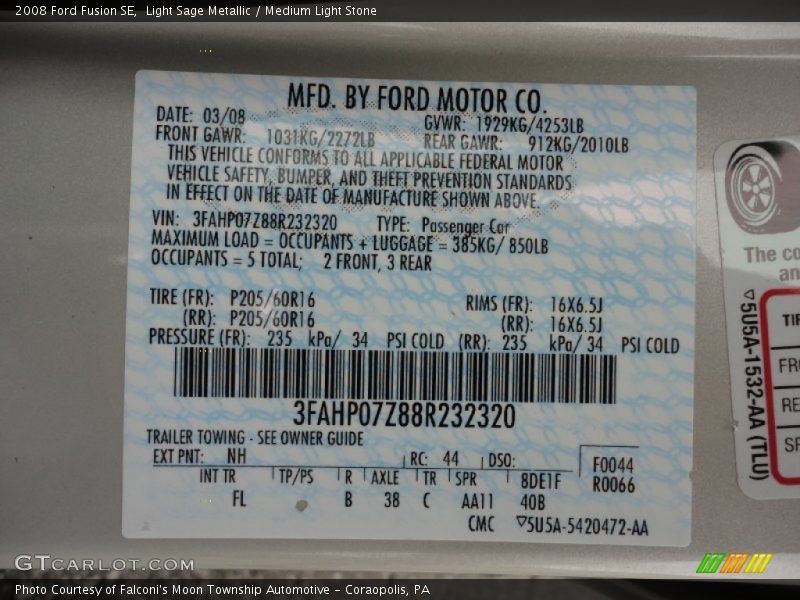 2008 Ford Fusion SE,  Light Sage Metallic / Medium Light Stone
MFD. BY FORD MOTOR CO.
DATE: 03/08 GVWR: 1929KG/4253LB
FRONT GAWR: 1031KG/2272LB REAR GAWR: 912KG/2010LB
THIS VEHICLE CONFORMS TO ALL APPLICABLE FEDERAL MOTOR
VEHICLE SAFETY, BUMPER, AND THEFT PREVENTION STANDARDS
IN EFFECT ON THE DATE OF MANUFACTURE SHOWN ABOVE.
VIN: 3FAHP07Z88R232320 TYPE: Passenger Car
MAXIMUM LOAD = OCCUPANTS + LUGGAGE = 385KG/ 850LB
OCCUPANTS = 5 TOTAL; 2 FRONT, 3 REAR
TIRE (FR): P205/60R16 RIMS (FR): 16X6.5J
(RR): P205/60R16 (RR): 16X6.5J
PRESSURE (FR): 235 kPa/ 34 PSI COLD (RR): 235 kPa/ 34 PSI COLD
3FAHP07Z88R232320
TRAILER TOWING - SEE OWNER GUIDE
EXT PNT: NH RC: 44 DSO: F0044
INT TR TP/PS R AXLE TR SPR 8DE1F R0066
FL B 38 C AA11 40B
CMC ▽5U5A-5420472-AA
The co
an
▽5U5A-1532-AA (TLU)
TIR
FRO
RE
SP
GTCarLot.com
Photo Courtesy of Falconi's Moon Township Automotive - Coraopolis, PA